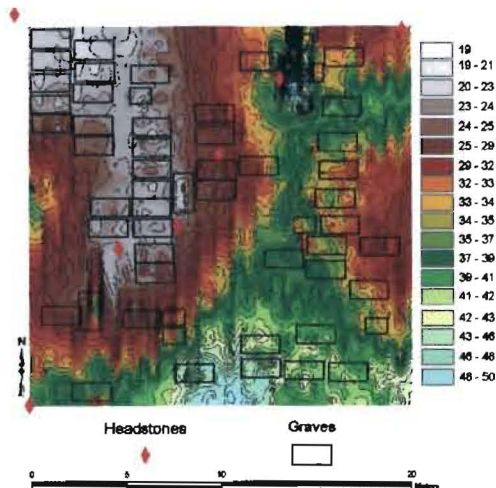 19
19 - 21
20 - 23
23 - 24
24 - 25
25 - 29
29 - 32
32 - 33
33 - 34
34 - 35
35 - 37
37 - 39
39 - 41
41 - 42
42 - 43
43 - 46
46 - 48
48 - 50
N
Headstones
Graves
0 5 10 20
Meters